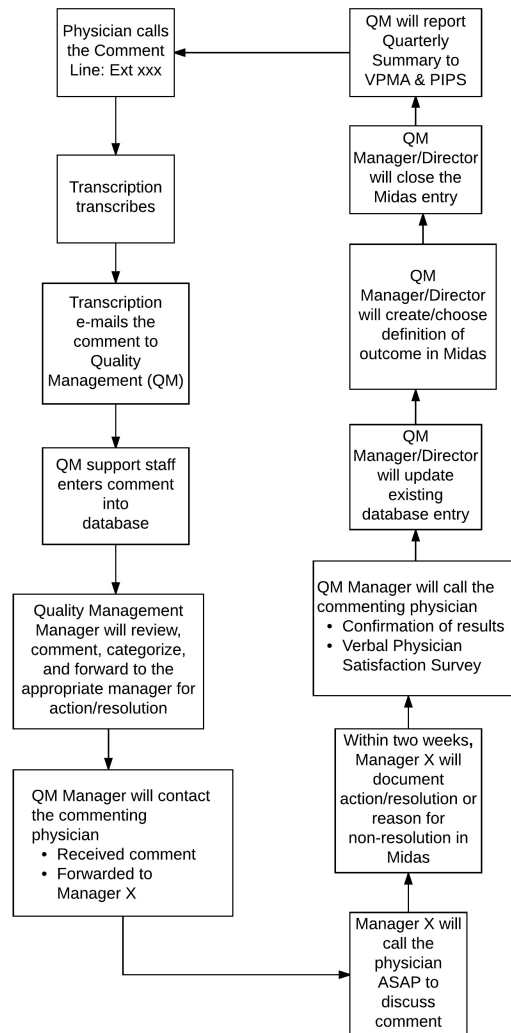 Physician calls
the Comment
Line: Ext xxx
Transcription
transcribes
Transcription
e-mails the
comment to
Quality
Management (QM)
QM support staff
enters comment
into
database
Quality Management
Manager will review,
comment, categorize,
and forward to the
appropriate manager for
action/resolution
QM Manager will contact
the commenting
physician
• Received comment
• Forwarded to
Manager X
Manager X will
call the
physician
ASAP to
discuss
comment
Within two weeks,
Manager X will
document
action/resolution or
reason for
non-resolution in
Midas
QM Manager will call the
commenting physician
• Confirmation of results
• Verbal Physician
Satisfaction Survey
QM
Manager/Director
will update
existing
database entry
QM
Manager/Director
will create/choose
definition of
outcome in Midas
QM
Manager/Director
will close the
Midas entry
QM will report
Quarterly
Summary to
VPMA & PIPS